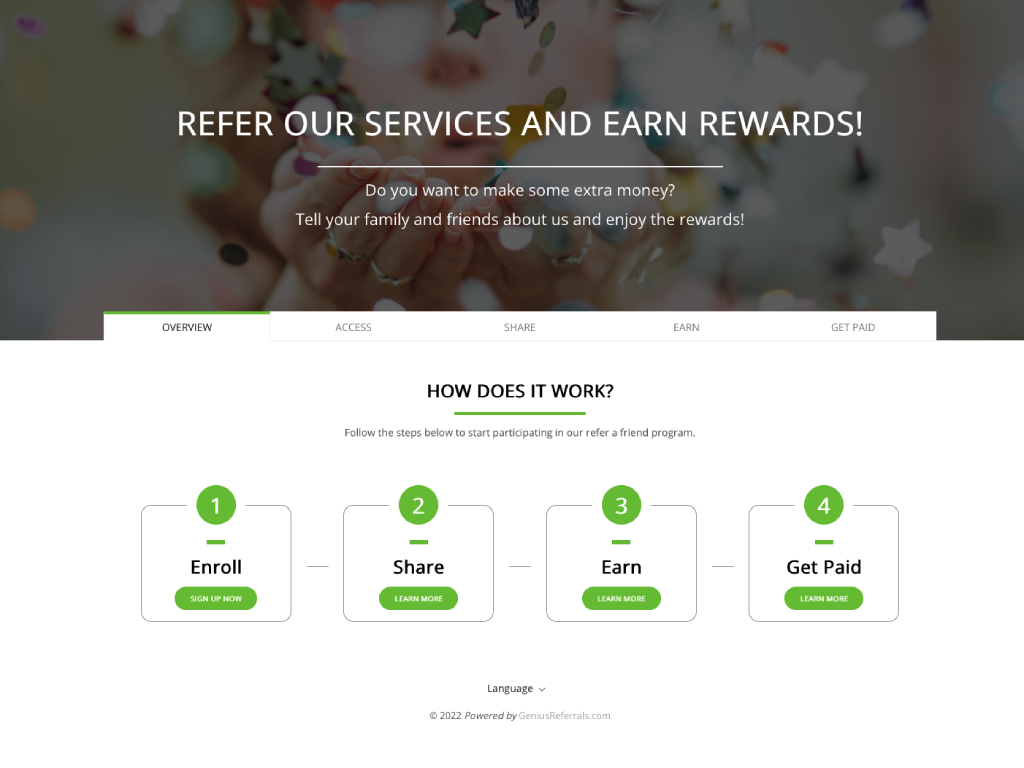 REFER OUR SERVICES AND EARN REWARDS!
Do you want to make some extra money?
Tell your family and friends about us and enjoy the rewards!
OVERVIEW ACCESS SHARE EARN GET PAID
HOW DOES IT WORK?
Follow the steps below to start participating in our refer a friend program.
1 2 3 4
Enroll Share Earn Get Paid
SIGN UP NOW LEARN MORE LEARN MORE LEARN MORE
Language
© 2022 Powered by GeniusReferrals.com